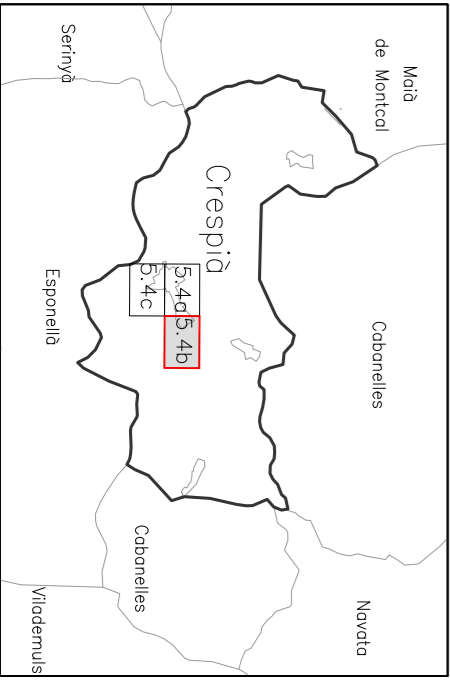 Maià
de Montcal
Serinyà
Crespià
Cabanelles
5.4a
5.4b
5.4c
Esponellà
Cabanelles
Navata
Vilademuls